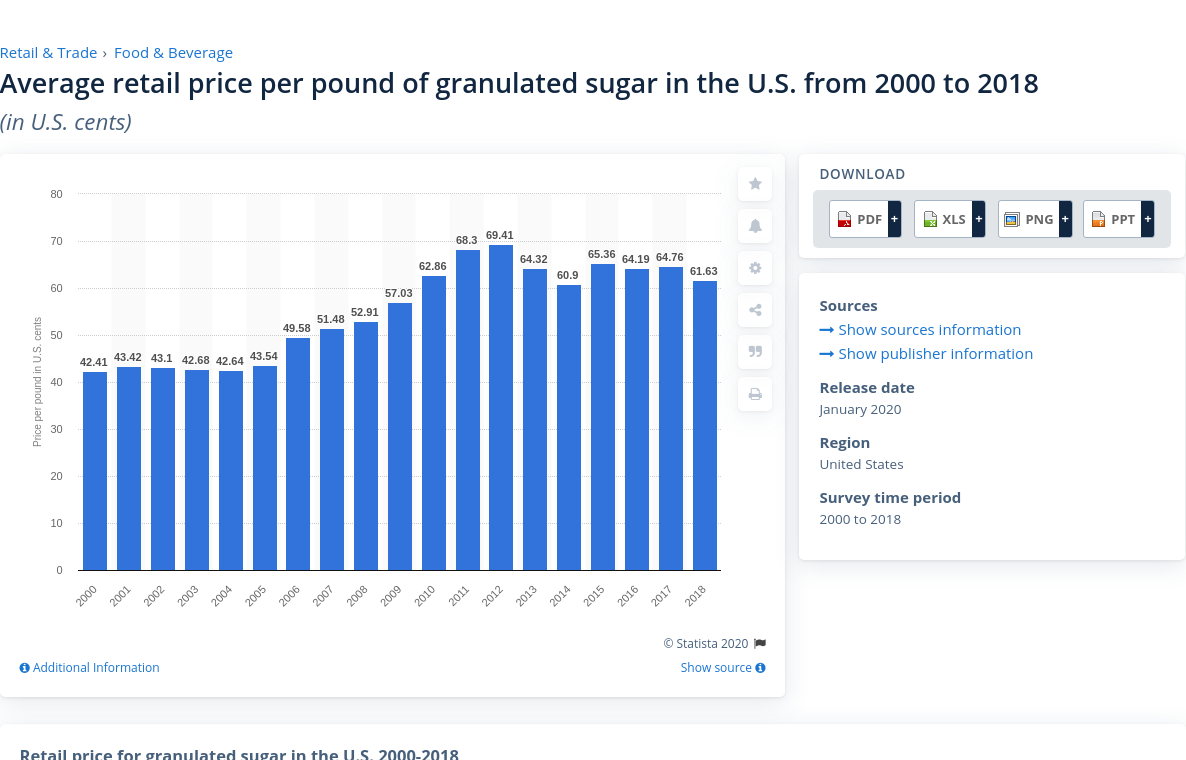 Retail & Trade › Food & Beverage
Average retail price per pound of granulated sugar in the U.S. from 2000 to 2018
(in U.S. cents)
Price per pound in U.S. cents
80
70
60
50
40
30
20
10
0
42.41 43.42 43.1 42.68 42.64 43.54 49.58 51.48 52.91 57.03 62.86 68.3 69.41 64.32 60.9 65.36 64.19 64.76 61.63
2000 2001 2002 2003 2004 2005 2006 2007 2008 2009 2010 2011 2012 2013 2014 2015 2016 2017 2018
© Statista 2020
Additional Information
Show source
DOWNLOAD
PDF + XLS + PNG + PPT +
Sources
Show sources information
Show publisher information
Release date
January 2020
Region
United States
Survey time period
2000 to 2018
Retail price for granulated sugar in the U.S. 2000-2018